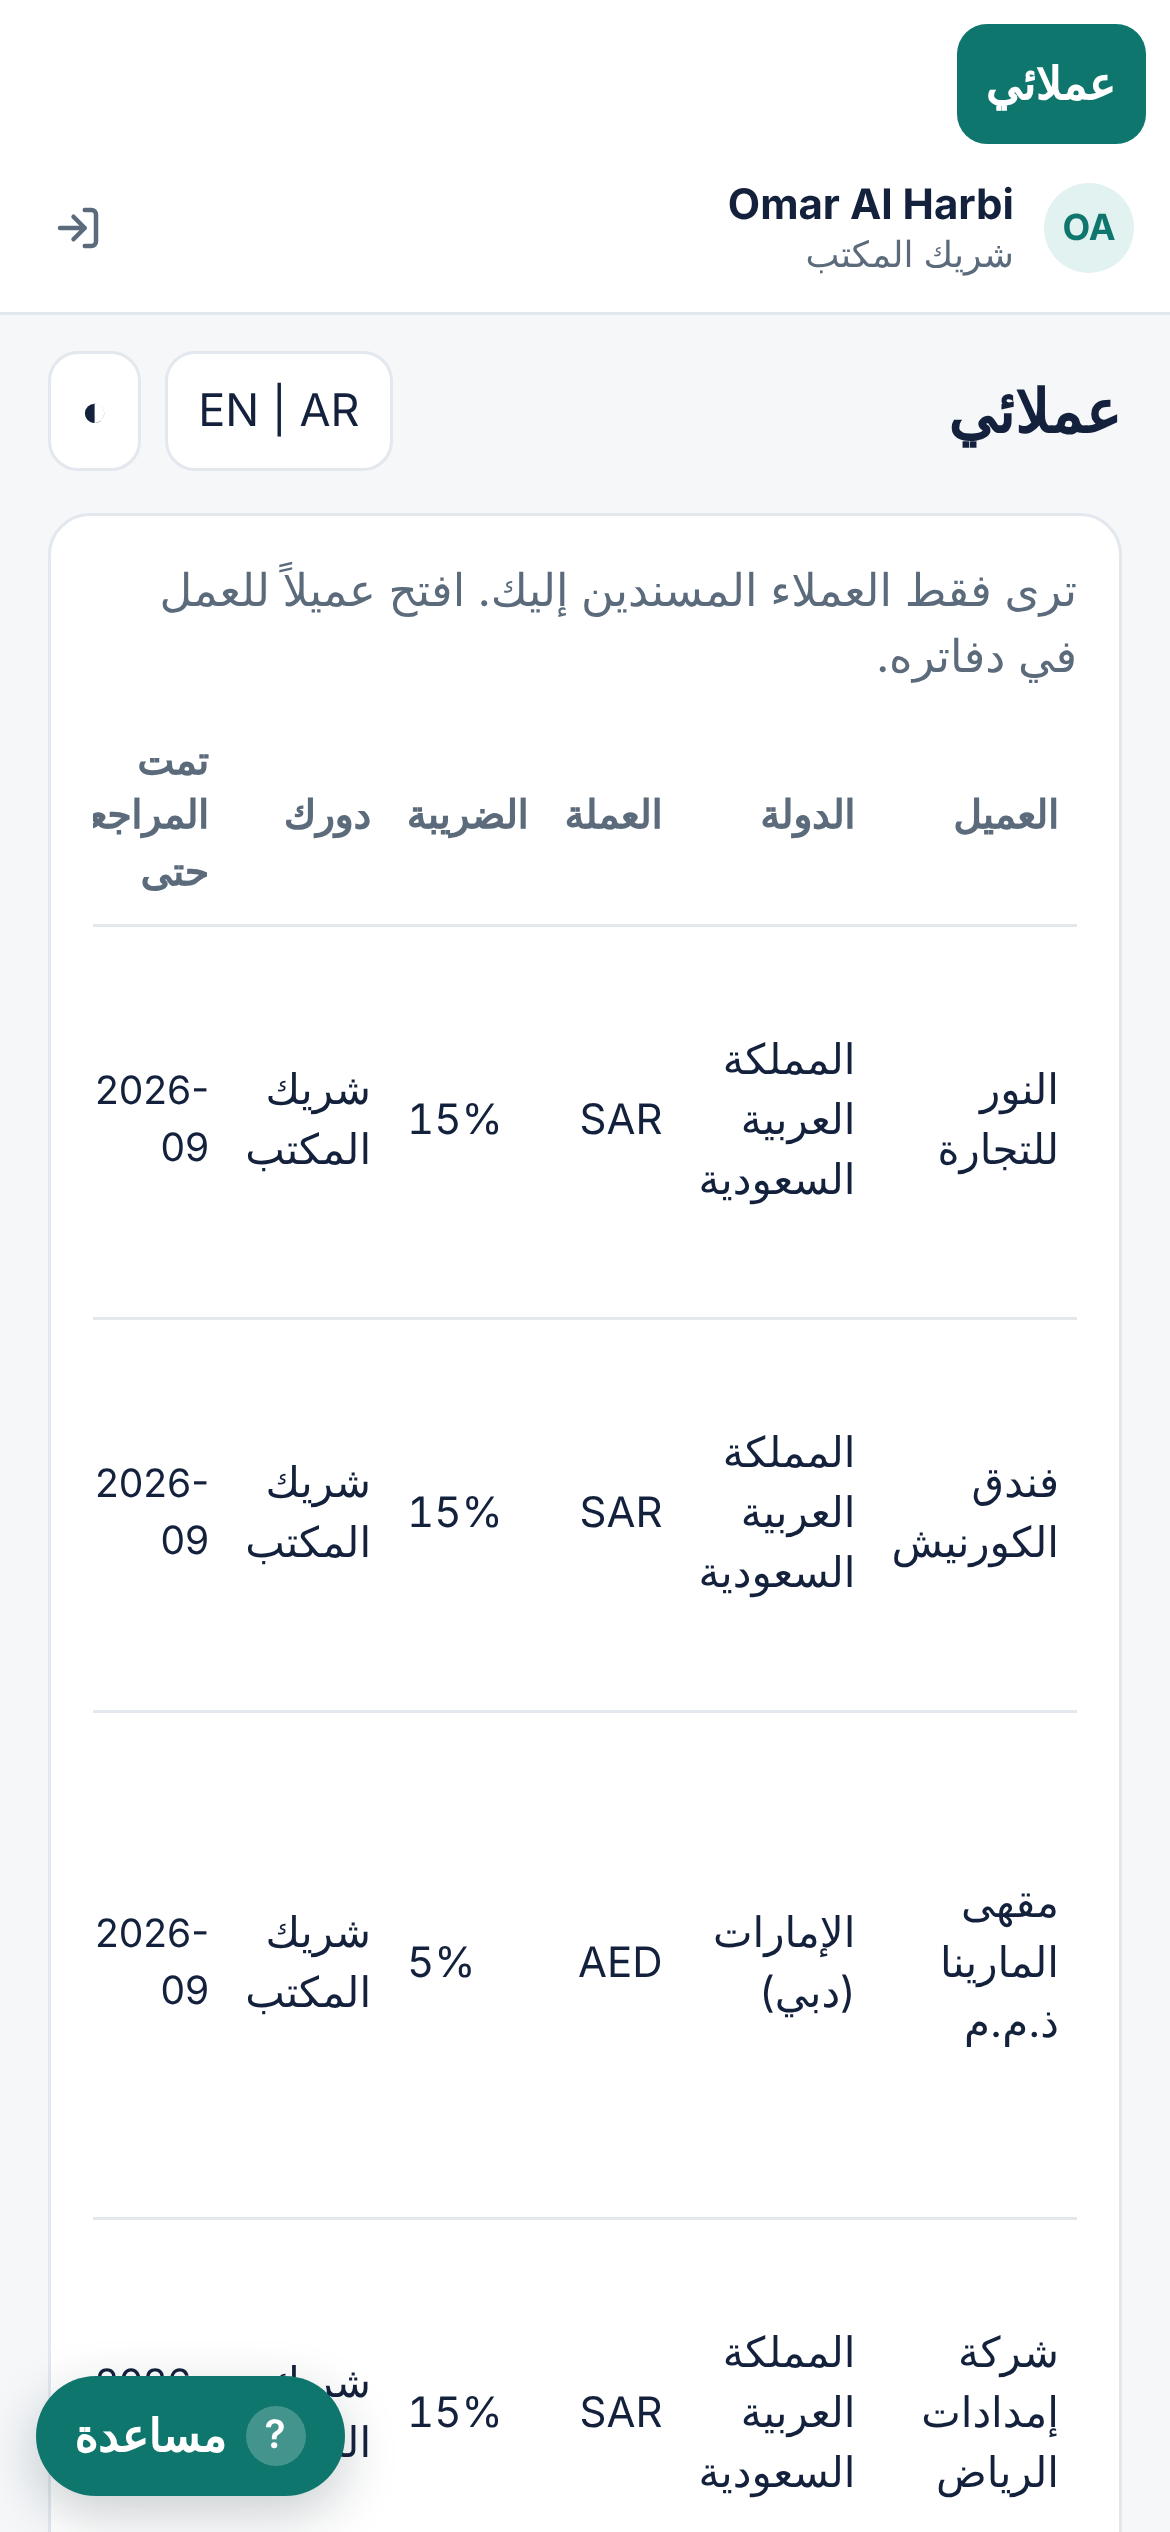 عملائي
OA
Omar Al Harbi
شريك المكتب
عملائي
EN | AR
ترى فقط العملاء المسندين إليك. افتح عميلاً للعمل
في دفاتره.
العميل الدولة العملة الضريبة دورك تمت
المراجع
حتى
النور
للتجارة
المملكة
العربية
السعودية
SAR
15%
شريك
المكتب
2026-
09
فندق
الكورنيش
المملكة
العربية
السعودية
SAR
15%
شريك
المكتب
2026-
09
مقهى
المارينا
ذ.م.م
الإمارات
(دبي)
AED
5%
شريك
المكتب
2026-
09
شركة
إمدادات
الرياض
المملكة
العربية
السعودية
SAR
15%
? مساعدة